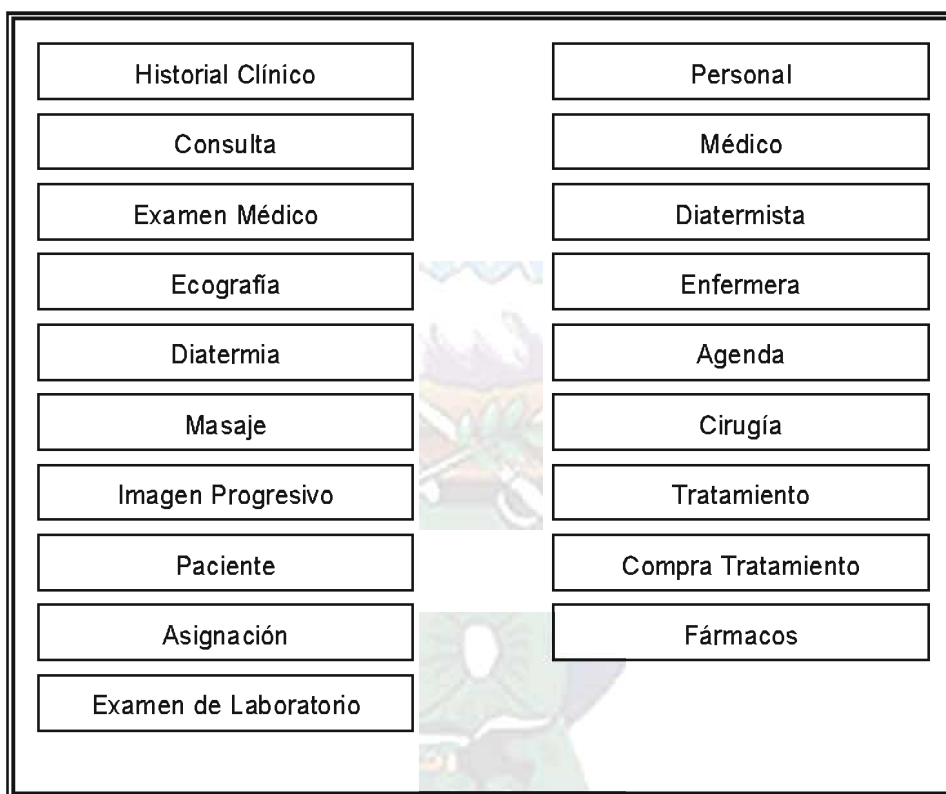 Historial Clínico
Consulta
Examen Médico
Ecografía
Diatermia
Masaje
Imagen Progresivo
Paciente
Asignación
Examen de Laboratorio
Personal
Médico
Diatermista
Enfermera
Agenda
Cirugía
Tratamiento
Compra Tratamiento
Fármacos